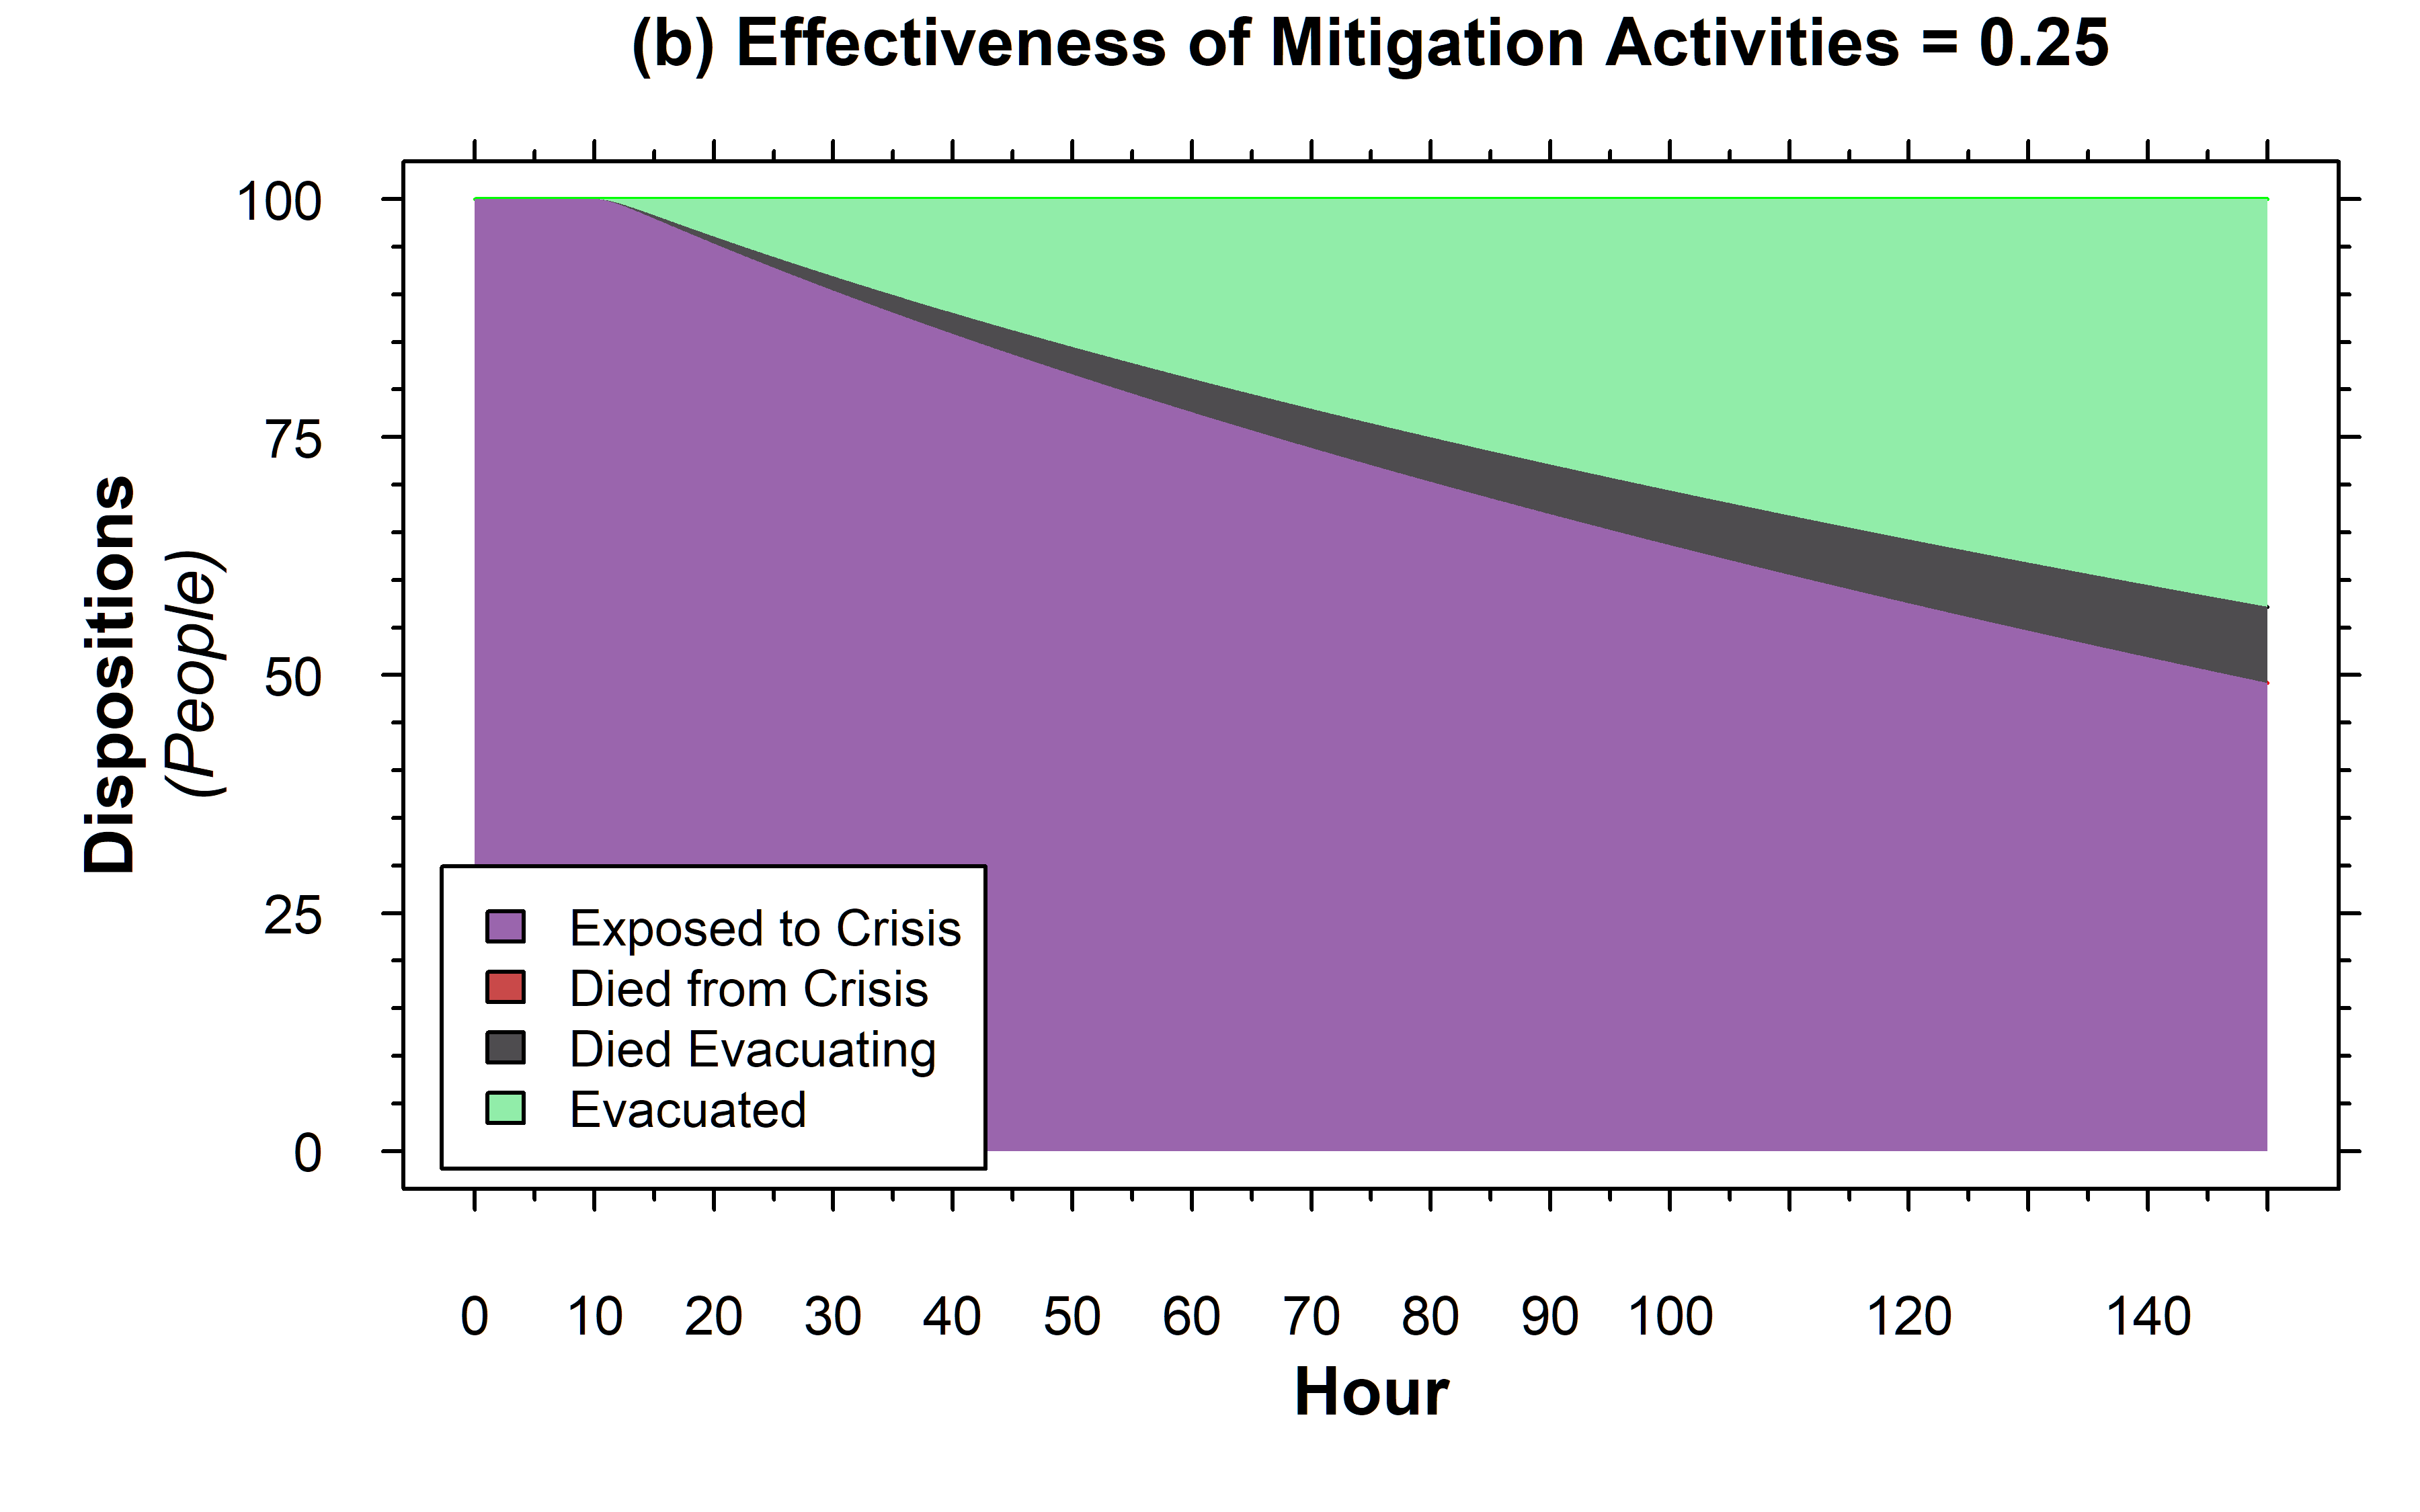 (b) Effectiveness of Mitigation Activities = 0.25
Dispositions
(People)
100
75
50
25
0
Exposed to Crisis
Died from Crisis
Died Evacuating
Evacuated
0 10 20 30 40 50 60 70 80 90 100 120 140
Hour